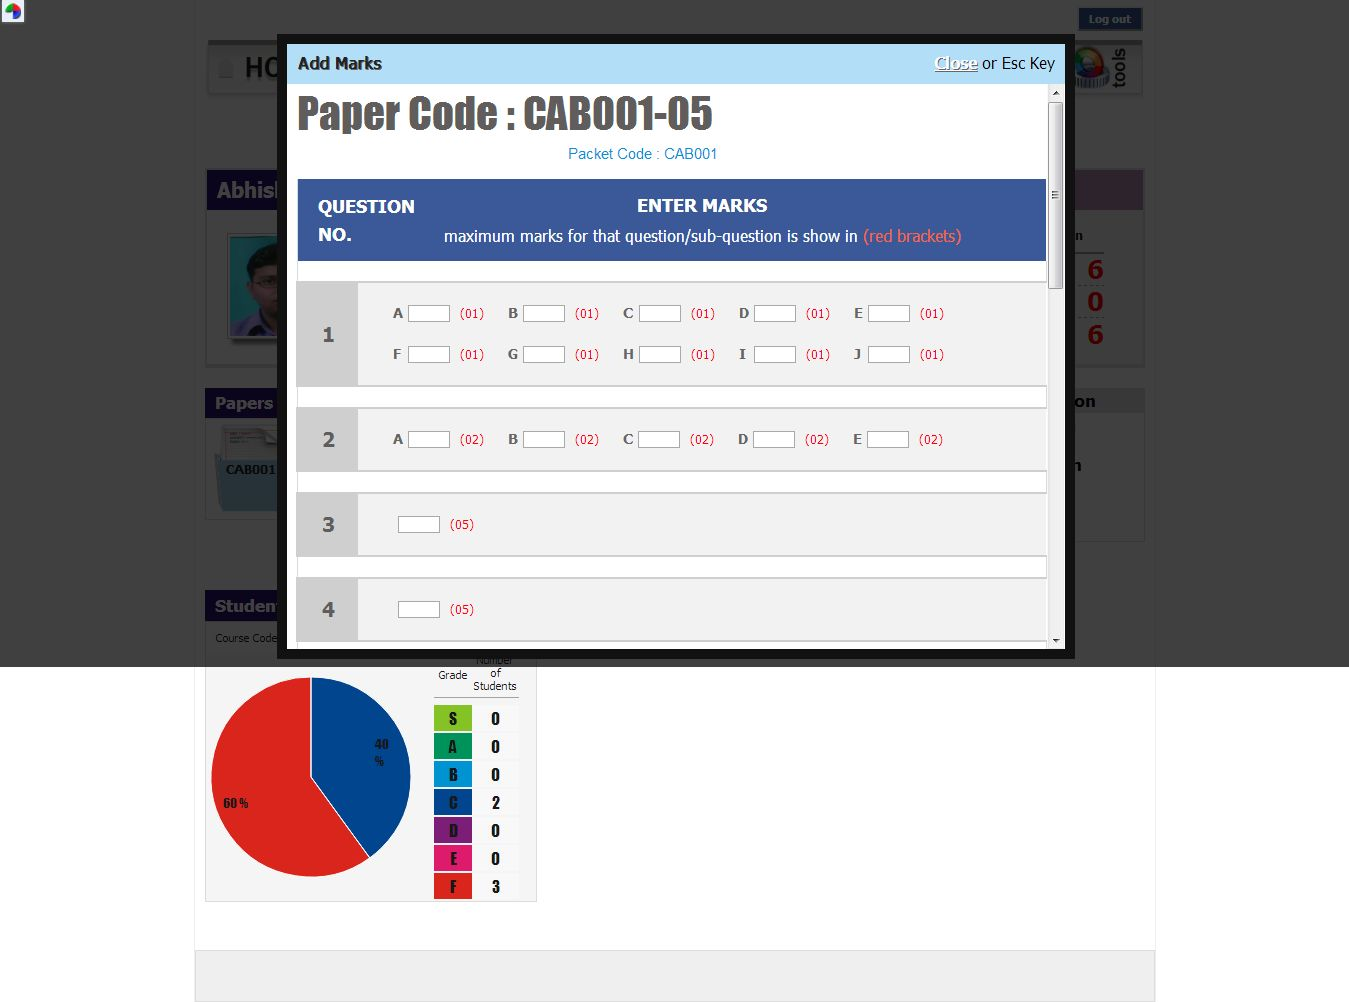 Log out
HO
tools
Add Marks
Close or Esc Key
Paper Code : CAB001-05
Packet Code : CAB001
QUESTION
NO.
ENTER MARKS
maximum marks for that question/sub-question is show in (red brackets)
1
A (01) B (01) C (01) D (01) E (01)
F (01) G (01) H (01) I (01) J (01)
2
A (02) B (02) C (02) D (02) E (02)
3
(05)
4
(05)
Abhis
n
6
0
6
Papers
CAB001
on
Studen
Course Code
Grade
Number
of
Students
S 0
A 0
B 0
C 2
D 0
E 0
F 3
40
%
60 %